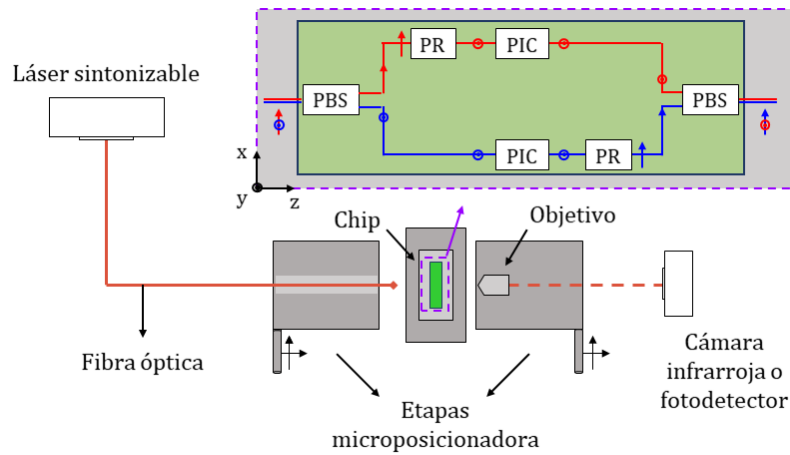 Láser sintonizable
PBS
PR
PIC
PBS
PIC
PR
x
y
z
Chip
Objetivo
Fibra óptica
Etapas
microposicionadora
Cámara
infrarroja o
fotodetector